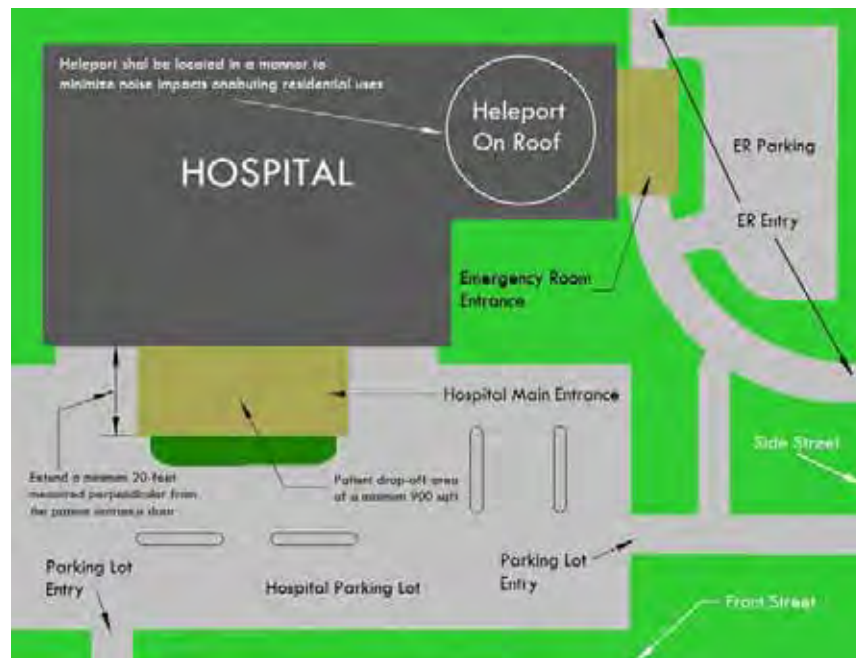 Heleport shal be located in a manner to
minimize noise impacts onabuting residential uses
Heleport
On Roof
HOSPITAL
ER Parking
ER Entry
Emergency Room
Entrance
Hospital Main Entrance
Side Street
Extend a minimum 20-feet
measured perpendicular from
the patient entrance door
Patient drop-off area
of a minimum 900 sqft
Parking Lot
Entry
Hospital Parking Lot
Parking Lot
Entry
Front Street